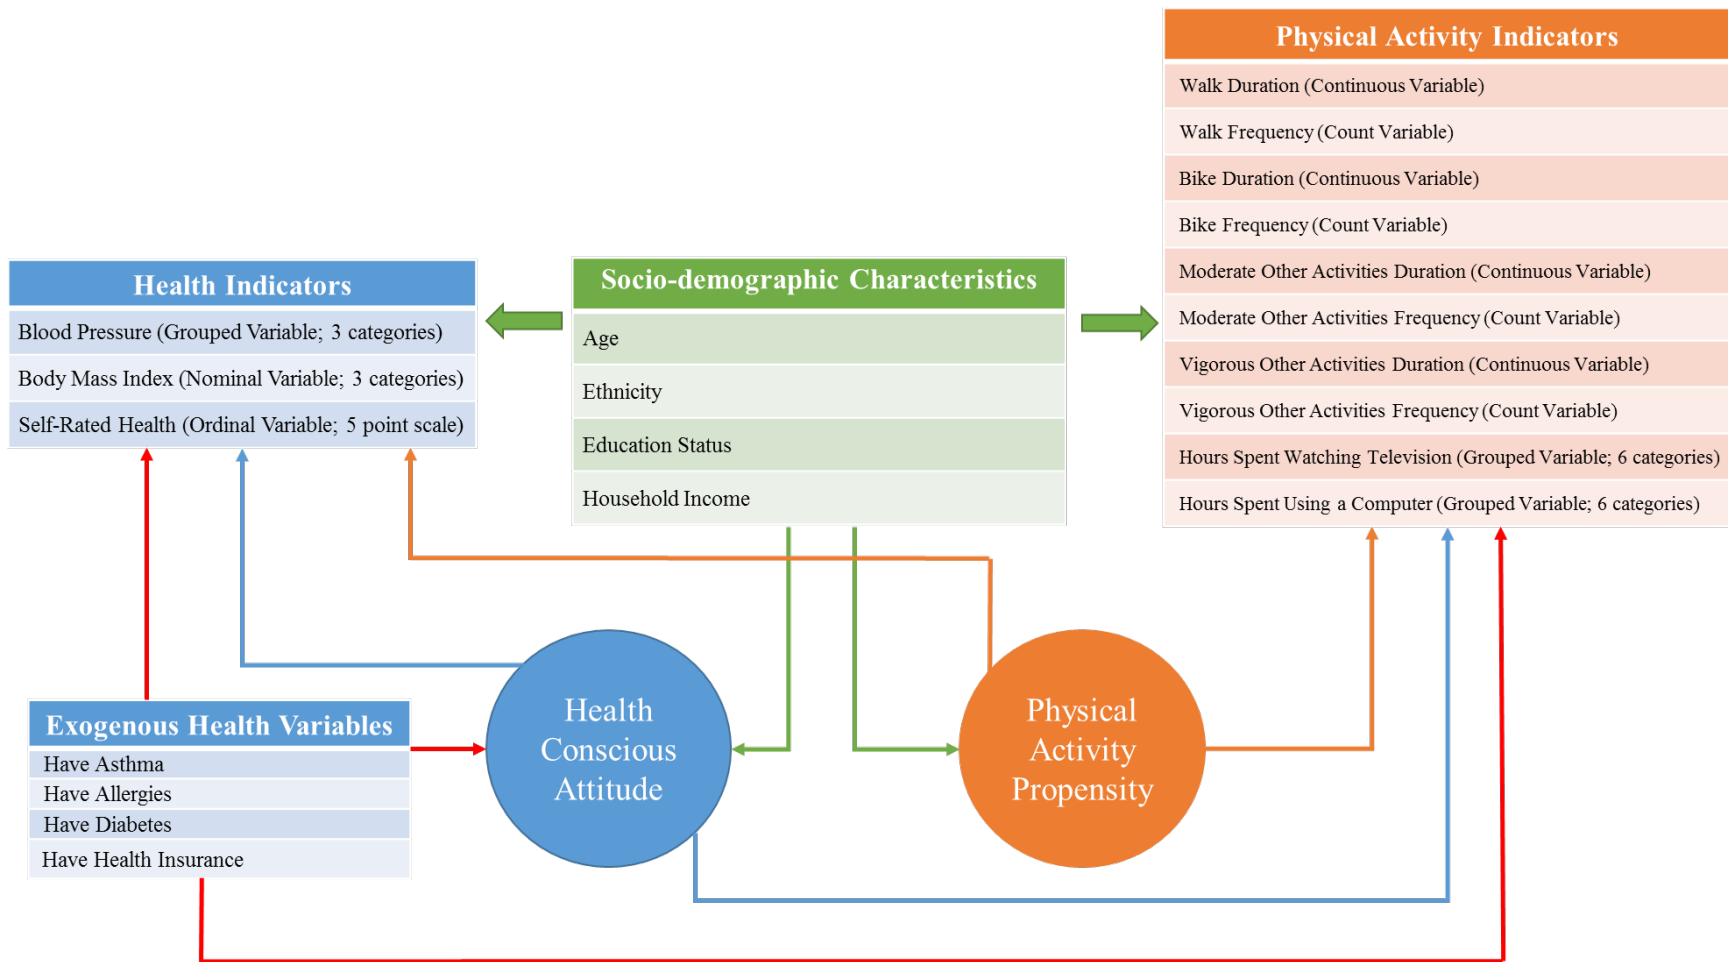 Physical Activity Indicators
Walk Duration (Continuous Variable)
Walk Frequency (Count Variable)
Bike Duration (Continuous Variable)
Bike Frequency (Count Variable)
Moderate Other Activities Duration (Continuous Variable)
Moderate Other Activities Frequency (Count Variable)
Vigorous Other Activities Duration (Continuous Variable)
Vigorous Other Activities Frequency (Count Variable)
Hours Spent Watching Television (Grouped Variable; 6 categories)
Hours Spent Using a Computer (Grouped Variable; 6 categories)
Health Indicators
Blood Pressure (Grouped Variable; 3 categories)
Body Mass Index (Nominal Variable; 3 categories)
Self-Rated Health (Ordinal Variable; 5 point scale)
Socio-demographic Characteristics
Age
Ethnicity
Education Status
Household Income
Exogenous Health Variables
Have Asthma
Have Allergies
Have Diabetes
Have Health Insurance
Health
Conscious
Attitude
Physical
Activity
Propensity